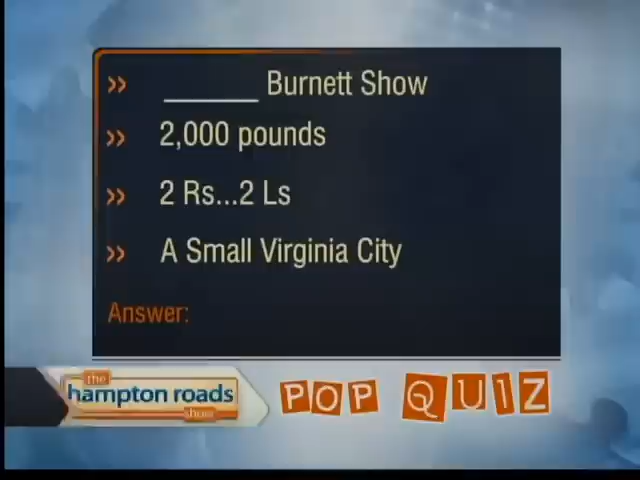 >> ______ Burnett Show
>> 2,000 pounds
>> 2 Rs...2 Ls
>> A Small Virginia City
Answer:
the
hampton roads
show
POP QUIZ